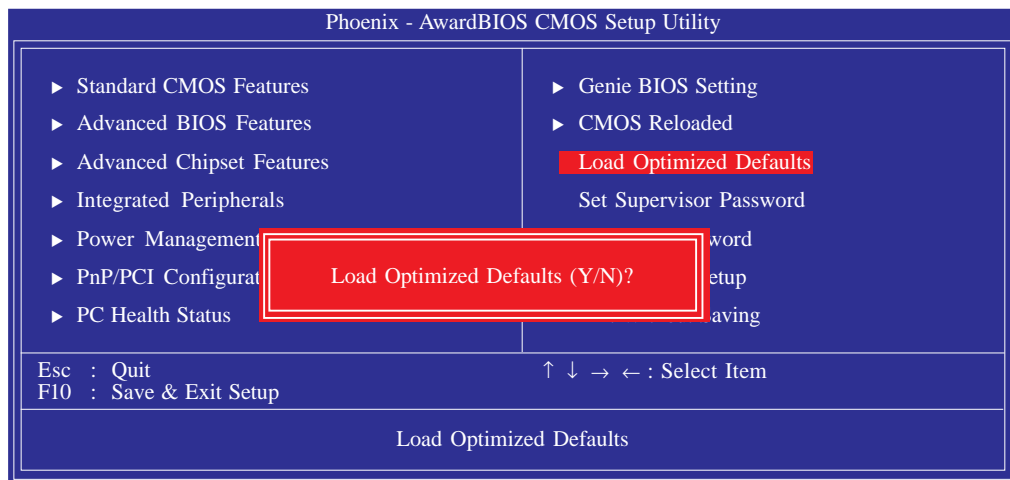 Phoenix - AwardBIOS CMOS Setup Utility
▶ Standard CMOS Features
▶ Advanced BIOS Features
▶ Advanced Chipset Features
▶ Integrated Peripherals
▶ Power Management
▶ PnP/PCI Configurat
▶ PC Health Status
▶ Genie BIOS Setting
▶ CMOS Reloaded
Load Optimized Defaults
Set Supervisor Password
word
etup
aving
Load Optimized Defaults (Y/N)?
Esc : Quit
F10 : Save & Exit Setup
↑ ↓ → ← : Select Item
Load Optimized Defaults